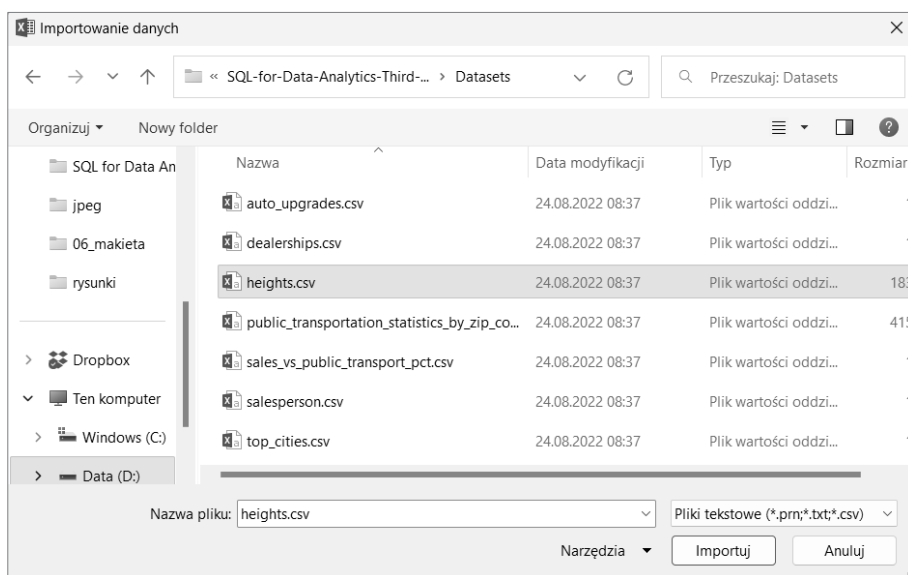 Importowanie danych
« SQL-for-Data-Analytics-Third-... › Datasets
Przeszukaj: Datasets
Organizuj
Nowy folder
SQL for Data An
jpeg
06_makieta
rysunki
Dropbox
Ten komputer
Windows (C:)
Data (D:)
Nazwa Data modyfikacji Typ Rozmiar
auto_upgrades.csv 24.08.2022 08:37 Plik wartości oddzi...
dealerships.csv 24.08.2022 08:37 Plik wartości oddzi...
heights.csv 24.08.2022 08:37 Plik wartości oddzi... 183
public_transportation_statistics_by_zip_co... 24.08.2022 08:37 Plik wartości oddzi... 415
sales_vs_public_transport_pct.csv 24.08.2022 08:37 Plik wartości oddzi...
salesperson.csv 24.08.2022 08:37 Plik wartości oddzi...
top_cities.csv 24.08.2022 08:37 Plik wartości oddzi...
Nazwa pliku: heights.csv
Pliki tekstowe (*.prn;*.txt;*.csv)
Narzędzia
Importuj
Anuluj